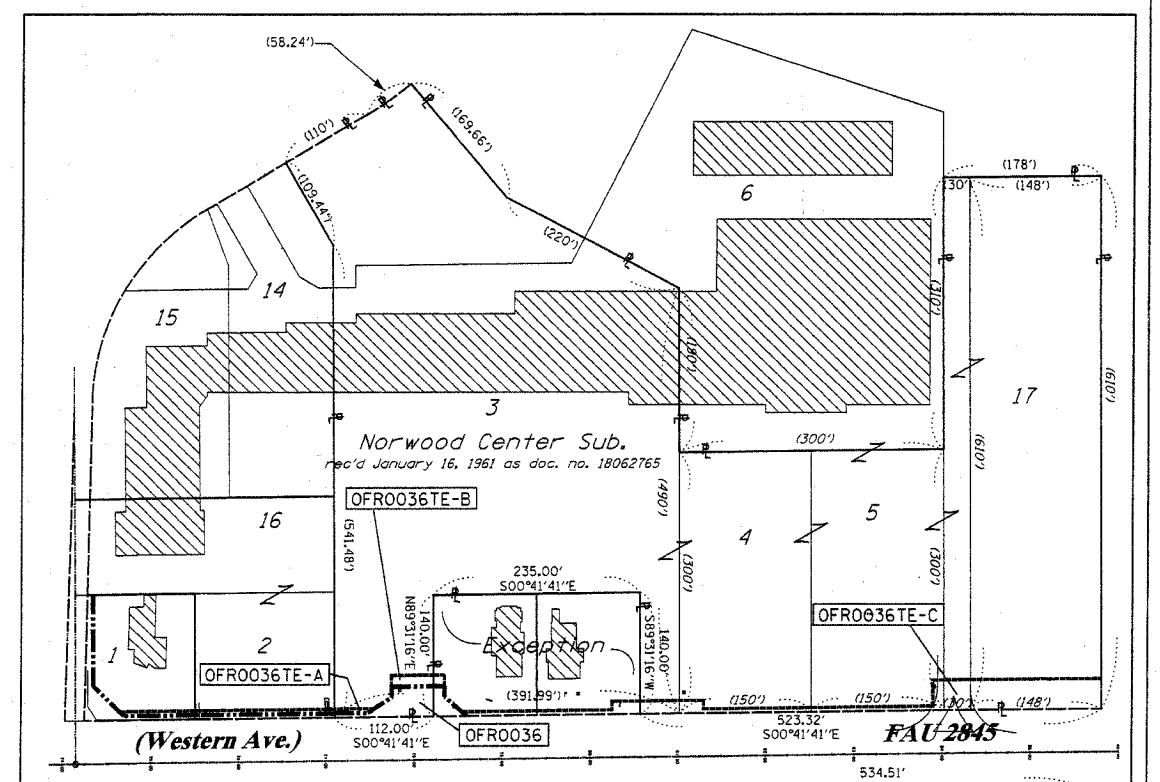 (58.24')
(110')
(169.66')
(109.44')
(220')
6
(178')
(30')
(148')
14
15
(310')
(190')
17
(610')
3
Norwood Center Sub.
rec'd January 16, 1961 as doc. no. 18062765
(300')
OFR0036TE-B
16
(541.48')
(490')
(610')
4
5
235.00'
S00°41'41"E
(300')
(300')
N89°31'16"E
140.00'
S89°31'16"W
140.00'
OFR0036TE-C
Exception
1
2
OFR0036TE-A
(391.99')
(150')
(150')
(10')
(148')
112.00'
S00°41'41"E
OFR0036
523.32'
S00°41'41"E
(Western Ave.)
FAU 2845
534.51'